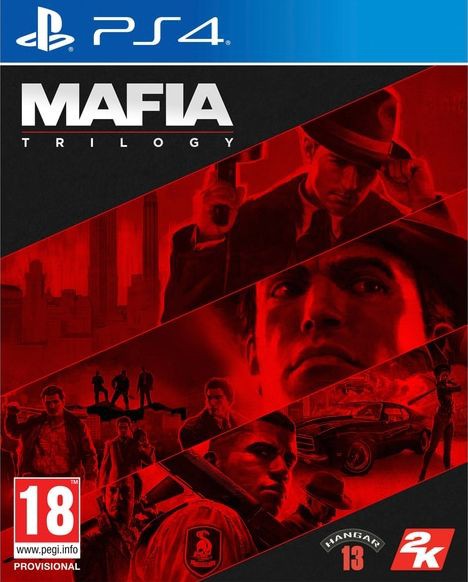 PS4
MAFIA
TRILOGY
18
www.pegi.info
PROVISIONAL
HANGAR
13
2K